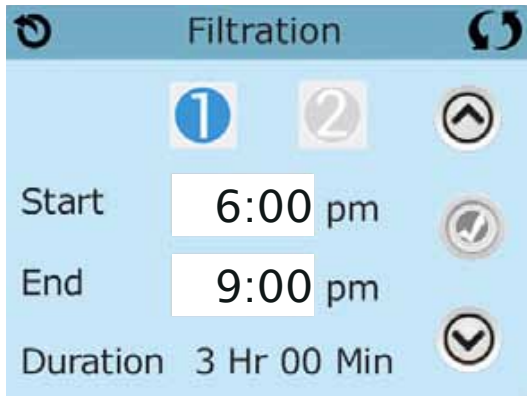 Filtration
1 2
Start 6:00 pm
End 9:00 pm
Duration 3 Hr 00 Min